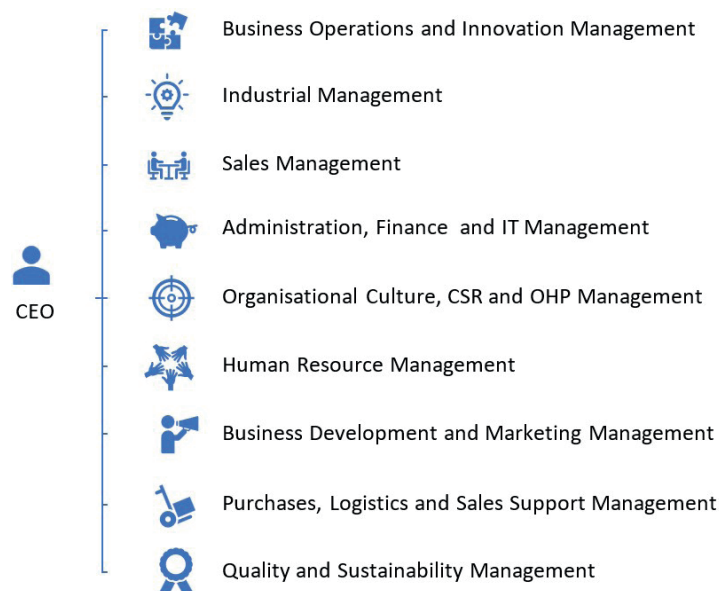 Business Operations and Innovation Management
Industrial Management
Sales Management
Administration, Finance and IT Management
CEO
Organisational Culture, CSR and OHP Management
Human Resource Management
Business Development and Marketing Management
Purchases, Logistics and Sales Support Management
Quality and Sustainability Management